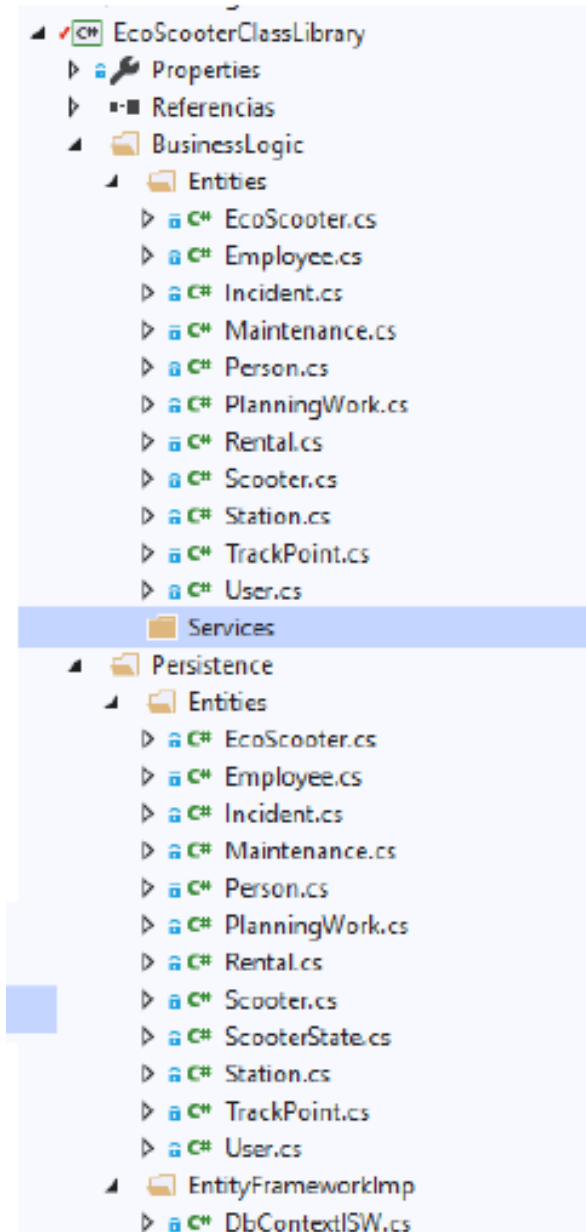 C# EcoScooterClassLibrary
Properties
Referencias
BusinessLogic
Entities
C# EcoScooter.cs
C# Employee.cs
C# Incident.cs
C# Maintenance.cs
C# Person.cs
C# PlanningWork.cs
C# Rental.cs
C# Scooter.cs
C# Station.cs
C# TrackPoint.cs
C# User.cs
Services
Persistence
Entities
C# EcoScooter.cs
C# Employee.cs
C# Incident.cs
C# Maintenance.cs
C# Person.cs
C# PlanningWork.cs
C# Rental.cs
C# Scooter.cs
C# ScooterState.cs
C# Station.cs
C# TrackPoint.cs
C# User.cs
EntityFrameworkImp
C# DbContextISW.cs